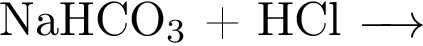 NaHCO₃ + HCl ⟶